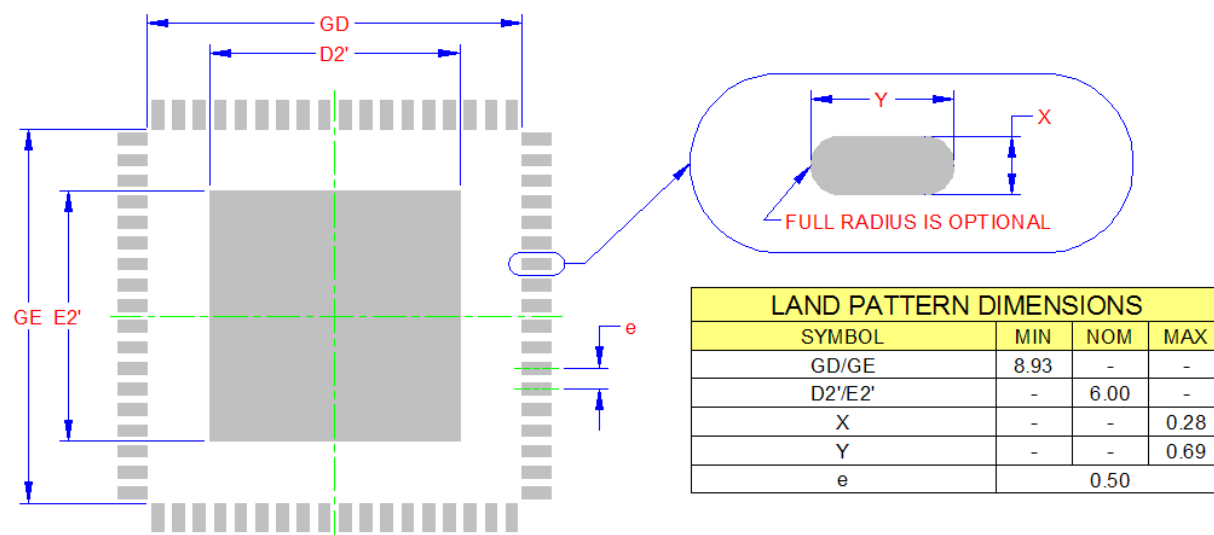 GD
D2'
Y
X
FULL RADIUS IS OPTIONAL
GE E2'
e
LAND PATTERN DIMENSIONS
SYMBOL MIN NOM MAX
GD/GE 8.93 - -
D2'/E2' - 6.00 -
X - - 0.28
Y - - 0.69
e 0.50